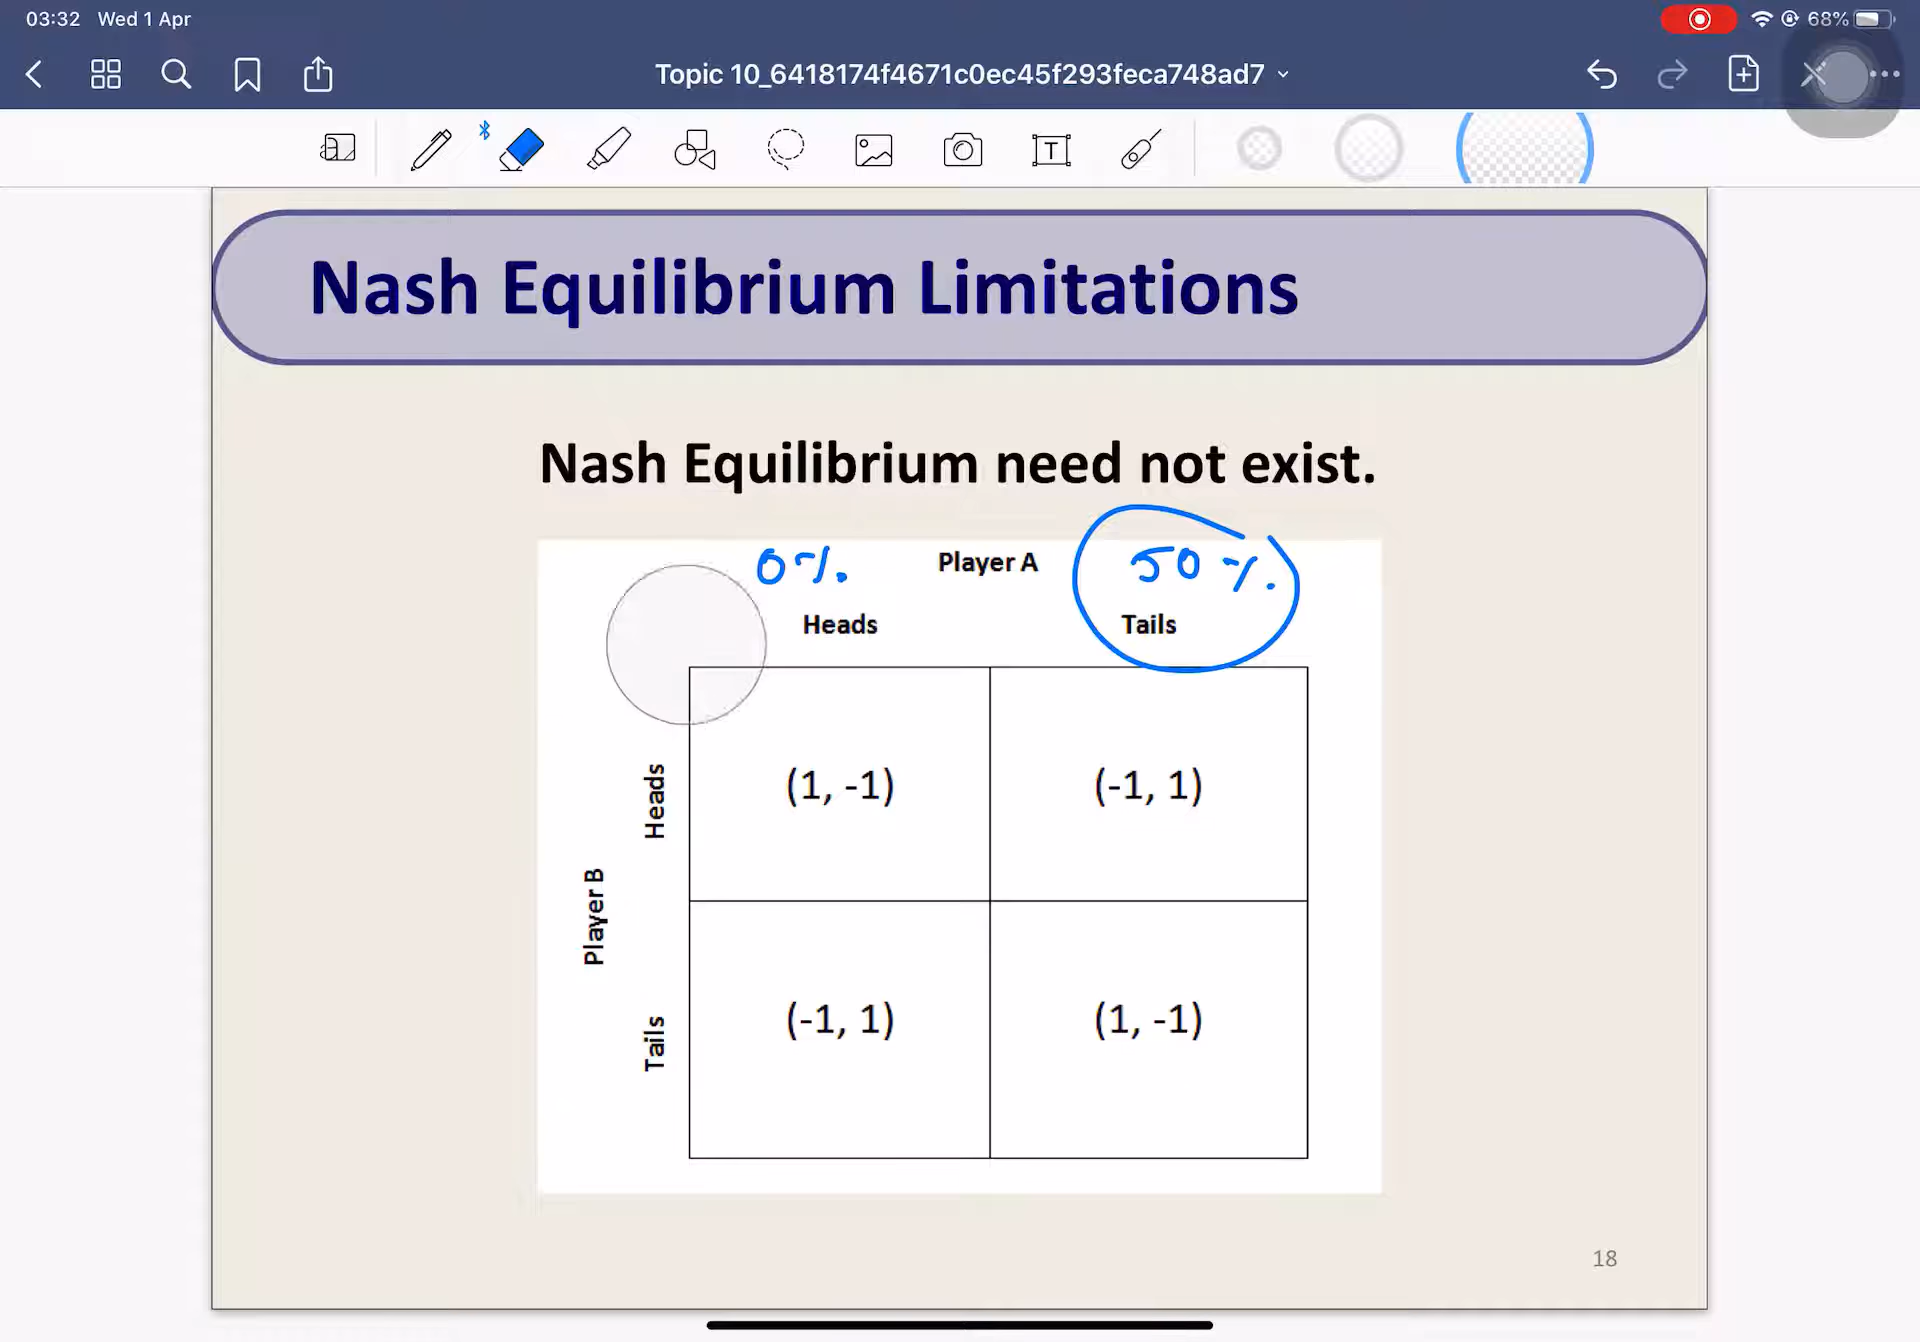 03:32 Wed 1 Apr
68%
Topic 10_6418174f4671c0ec45f293feca748ad7
Nash Equilibrium Limitations
Nash Equilibrium need not exist.
Player A
50%.
Heads
Tails
Player B
Heads
(1, -1)
(-1, 1)
Tails
(-1, 1)
(1, -1)
18